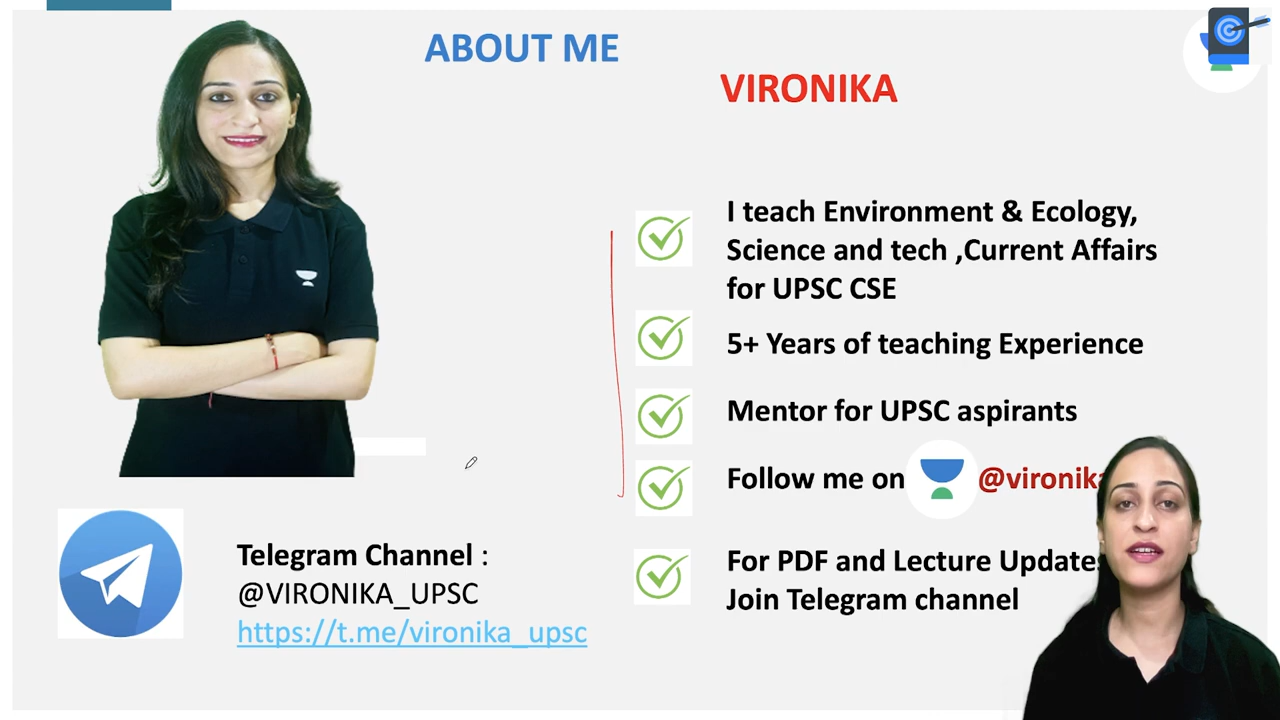 ABOUT ME
VIRONIKA
I teach Environment & Ecology,
Science and tech ,Current Affairs
for UPSC CSE
5+ Years of teaching Experience
Mentor for UPSC aspirants
Follow me on @vironika
For PDF and Lecture Updates
Join Telegram channel
Telegram Channel :
@VIRONIKA_UPSC
https://t.me/vironika_upsc